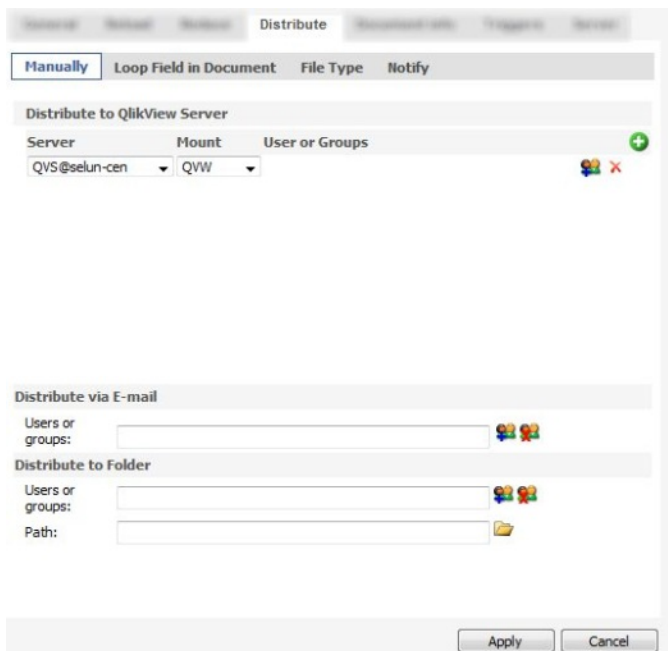 Distribute
Manually Loop Field in Document File Type Notify
Distribute to QlikView Server
Server Mount User or Groups
QVS@selun-cen QVW
Distribute via E-mail
Users or
groups:
Distribute to Folder
Users or
groups:
Path:
Apply Cancel